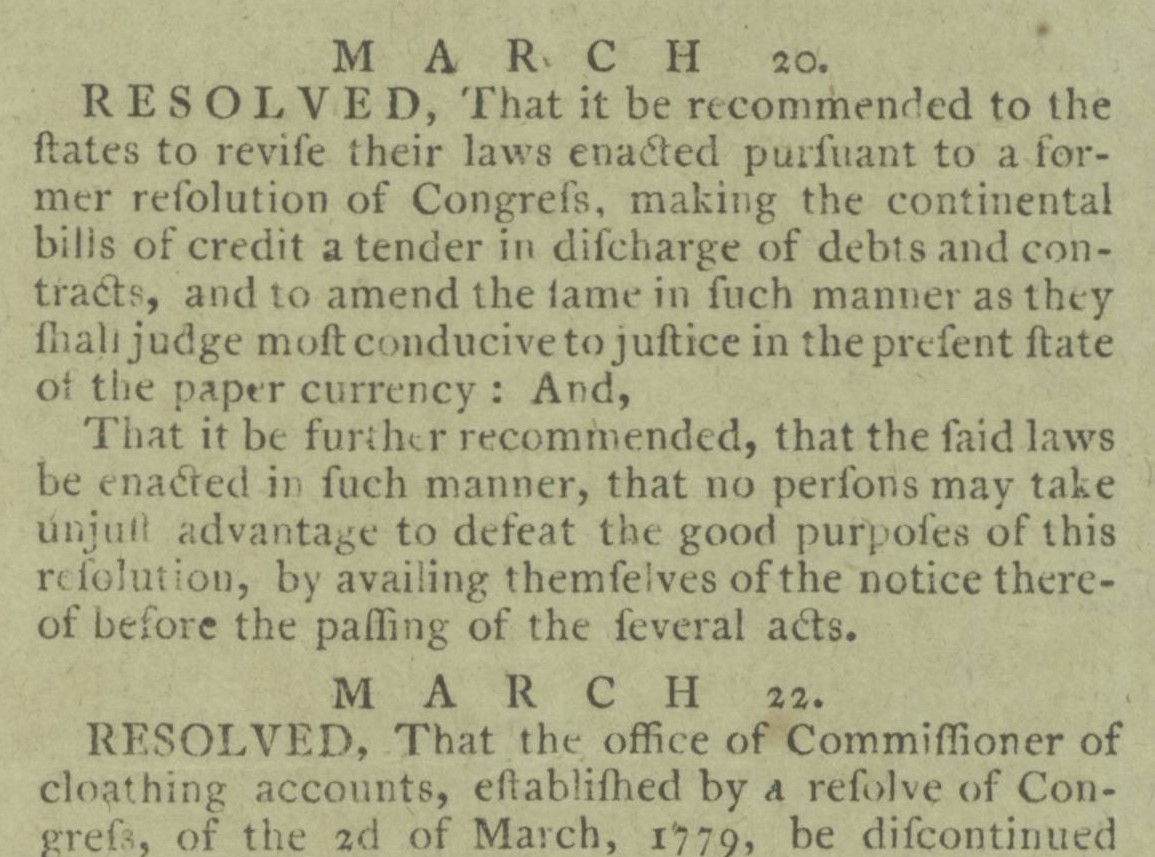 MARCH 20.
RESOLVED, That it be recommended to the
ſtates to reviſe their laws enacted purſuant to a for-
mer reſolution of Congreſs, making the continental
bills of credit a tender in diſcharge of debts and con-
tracts, and to amend the ſame in ſuch manner as they
ſhall judge moſt conducive to juſtice in the preſent ſtate
of the paper currency : And,
That it be further recommended, that the ſaid laws
be enacted in ſuch manner, that no perſons may take
unjuſt advantage to defeat the good purpoſes of this
reſolution, by availing themſelves of the notice there-
of before the paſſing of the ſeveral acts.
MARCH 22.
RESOLVED, That the office of Commiſſioner of
cloathing accounts, eſtabliſhed by a reſolve of Con-
greſs, of the 2d of March, 1779, be diſcontinued